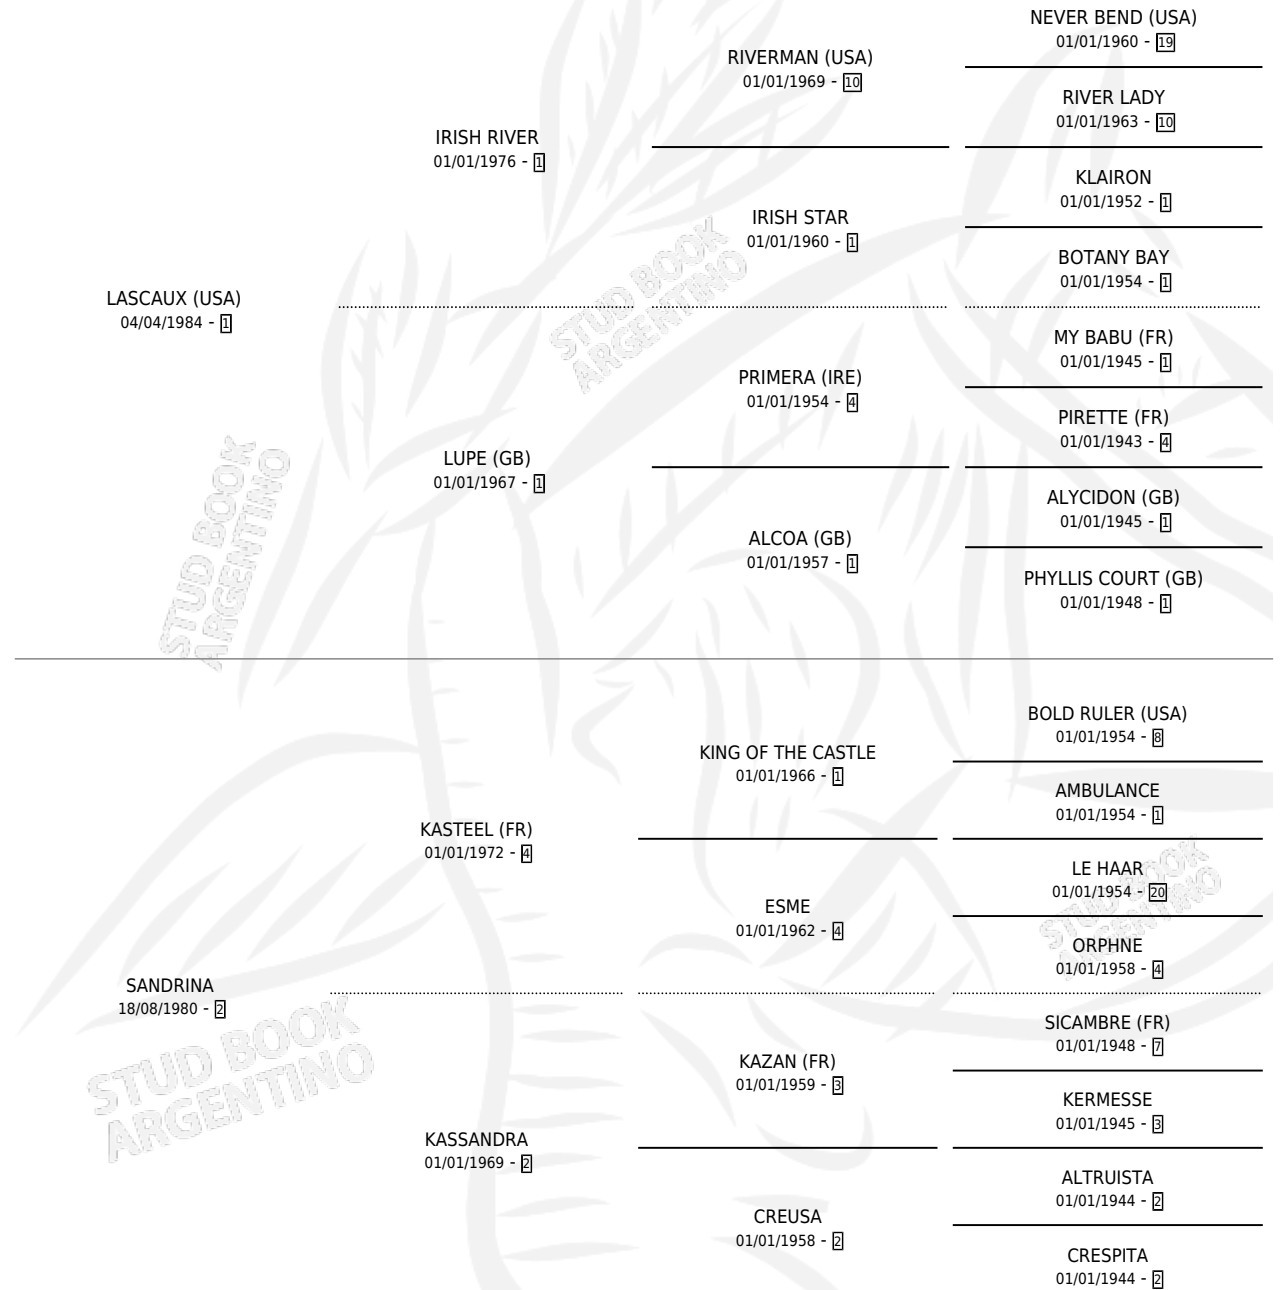 NEVER BEND (USA)
01/01/1960 - 19
RIVERMAN (USA)
01/01/1969 - 10
RIVER LADY
01/01/1963 - 10
IRISH RIVER
01/01/1976 - 1
KLAIRON
01/01/1952 - 1
IRISH STAR
01/01/1960 - 1
BOTANY BAY
01/01/1954 - 1
LASCAUX (USA)
04/04/1984 - 1
MY BABU (FR)
01/01/1945 - 1
PRIMERA (IRE)
01/01/1954 - 4
PIRETTE (FR)
01/01/1943 - 4
LUPE (GB)
01/01/1967 - 1
ALYCIDON (GB)
01/01/1945 - 1
ALCOA (GB)
01/01/1957 - 1
PHYLLIS COURT (GB)
01/01/1948 - 1
STUD BOOK
ARGENTINO
STUD BOOK
ARGENTINO
BOLD RULER (USA)
01/01/1954 - 8
KING OF THE CASTLE
01/01/1966 - 1
AMBULANCE
01/01/1954 - 1
KASTEEL (FR)
01/01/1972 - 4
LE HAAR
01/01/1954 - 20
ESME
01/01/1962 - 4
ORPHNE
01/01/1958 - 4
STUD BOOK
ARGENTINO
SANDRINA
18/08/1980 - 2
SICAMBRE (FR)
01/01/1948 - 7
KAZAN (FR)
01/01/1959 - 3
KERMESSE
01/01/1945 - 3
KASSANDRA
01/01/1969 - 2
ALTRUISTA
01/01/1944 - 2
CREUSA
01/01/1958 - 2
CRESPITA
01/01/1944 - 2
STUD BOOK
ARGENTINO